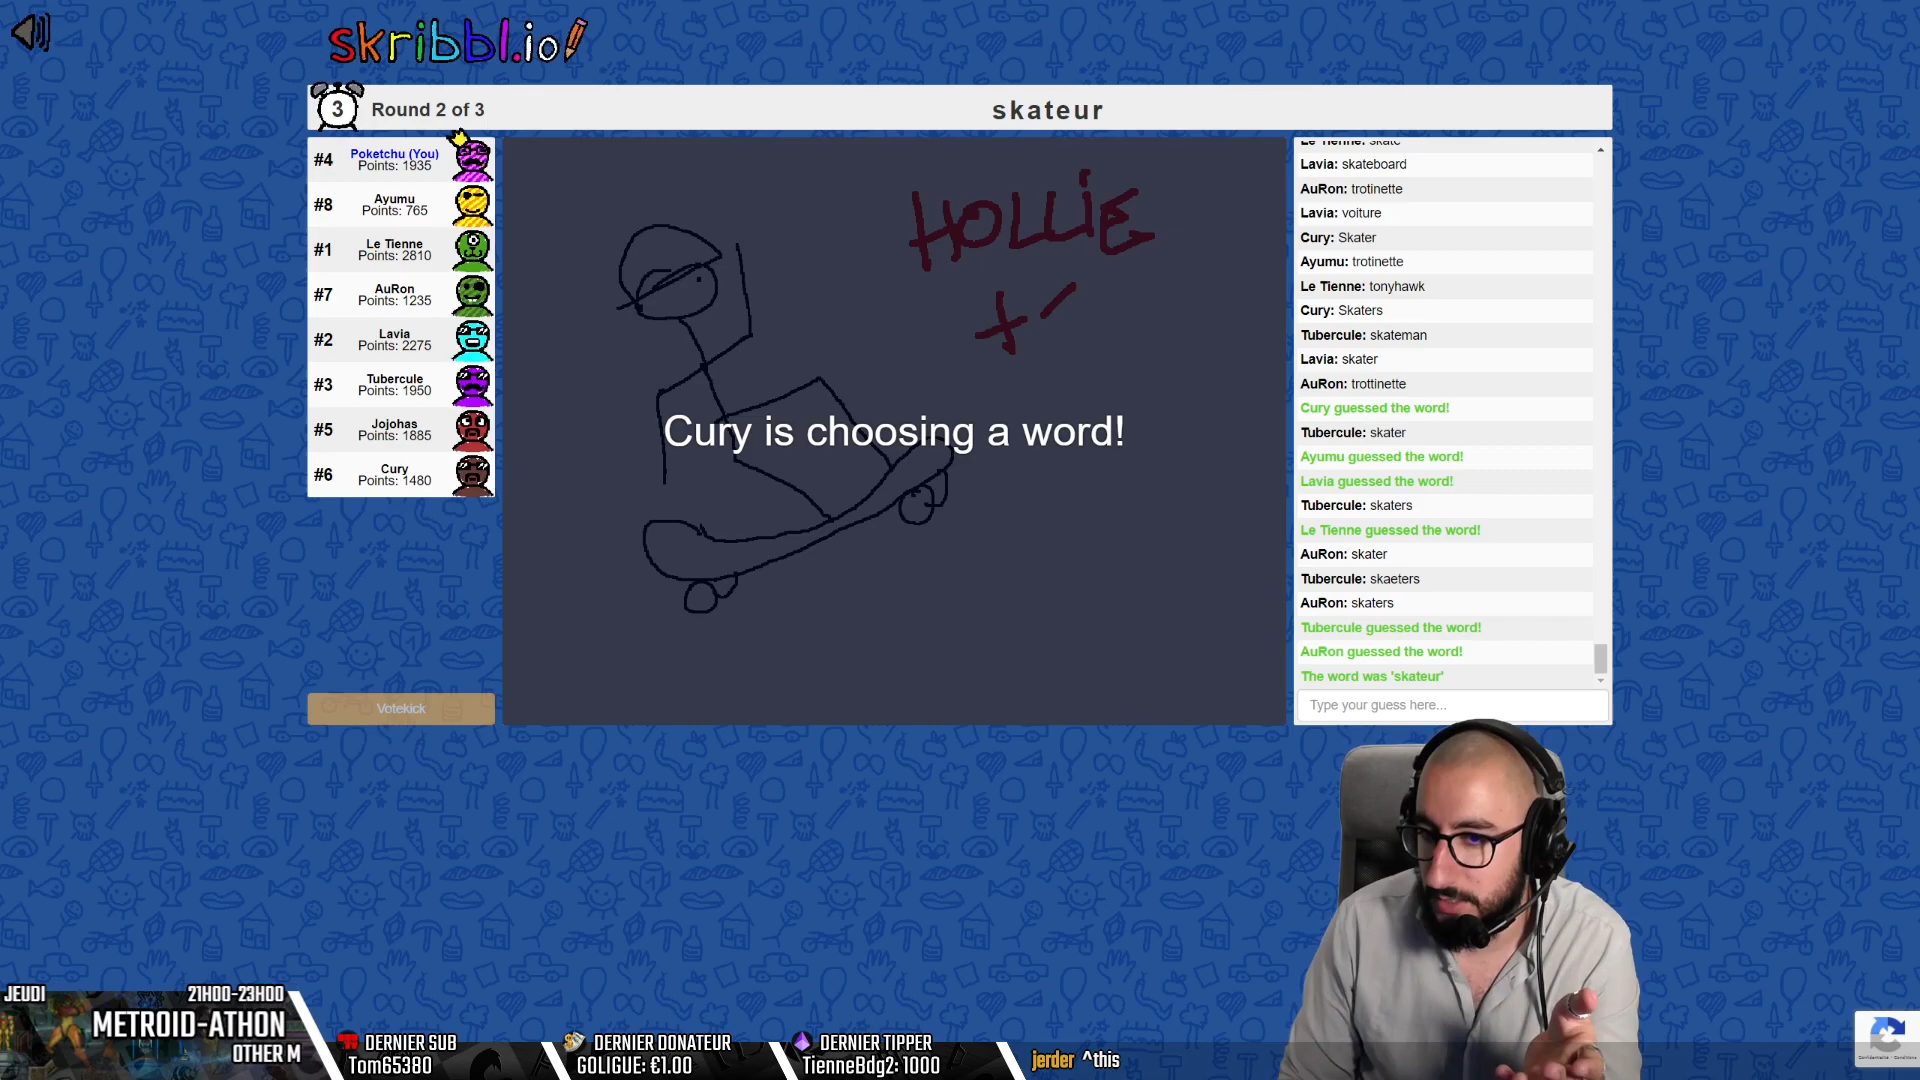 skribbl.io
3
Round 2 of 3
skateur
#4
Poketchu (You)
Points: 1935
#8
Ayumu
Points: 765
#1
Le Tienne
Points: 2810
#7
AuRon
Points: 1235
#2
Lavia
Points: 2275
#3
Tubercule
Points: 1950
#5
Jojohas
Points: 1885
#6
Cury
Points: 1480
Votekick
HOLLiE
+ -
Cury is choosing a word!
Le Tienne: skate
Lavia: skateboard
AuRon: trotinette
Lavia: voiture
Cury: Skater
Ayumu: trotinette
Le Tienne: tonyhawk
Cury: Skaters
Tubercule: skateman
Lavia: skater
AuRon: trottinette
Cury guessed the word!
Tubercule: skater
Ayumu guessed the word!
Lavia guessed the word!
Tubercule: skaters
Le Tienne guessed the word!
AuRon: skater
Tubercule: skaeters
AuRon: skaters
Tubercule guessed the word!
AuRon guessed the word!
The word was 'skateur'
Type your guess here...
JEUDI
21H00-23H00
METROID-ATHON
OTHER M
DERNIER SUB
Tom65380
DERNIER DONATEUR
GOLIGUE: €1.00
DERNIER TIPPER
TienneBdg2: 1000
jerder ^this